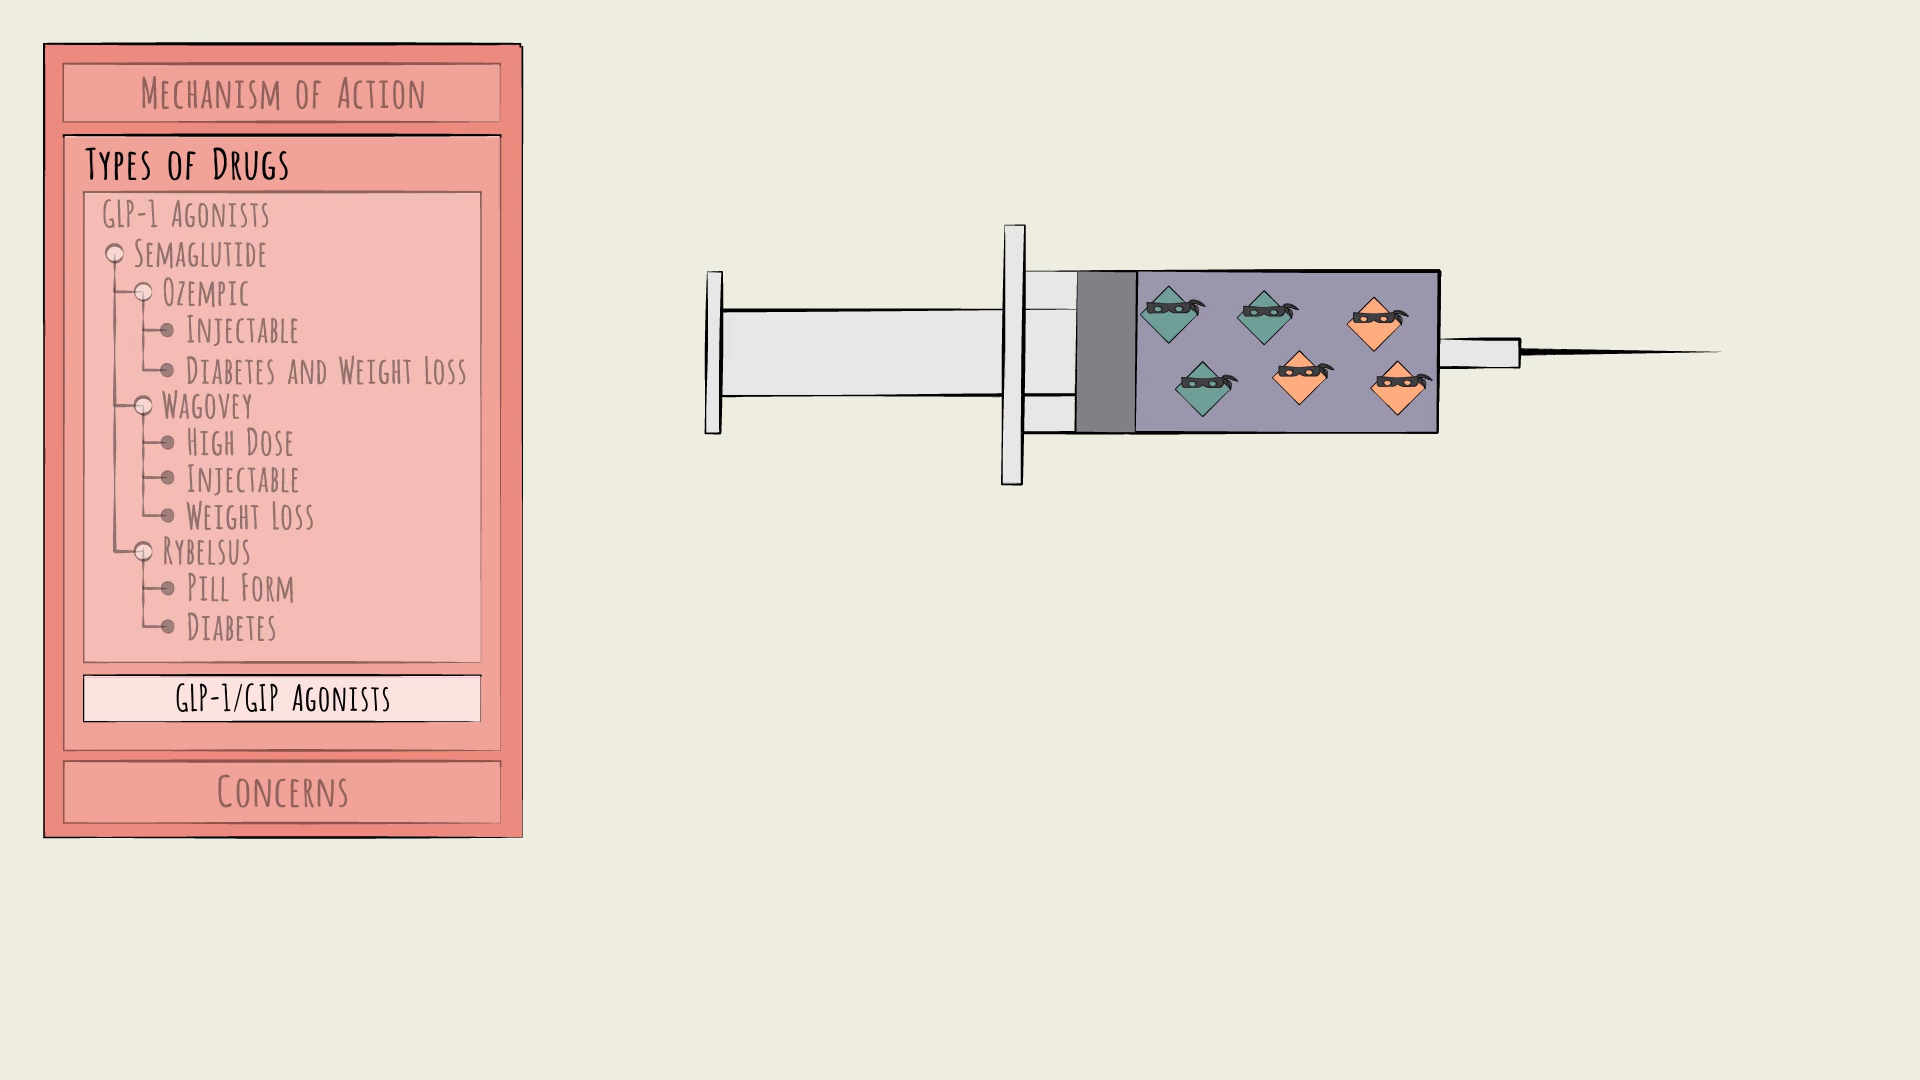 Mechanism of Action
Types of Drugs
GLP-1 Agonists
Semaglutide
Ozempic
Injectable
Diabetes and Weight Loss
Wagovey
High Dose
Injectable
Weight Loss
Rybelsus
Pill Form
Diabetes
GLP-1/GIP Agonists
Concerns